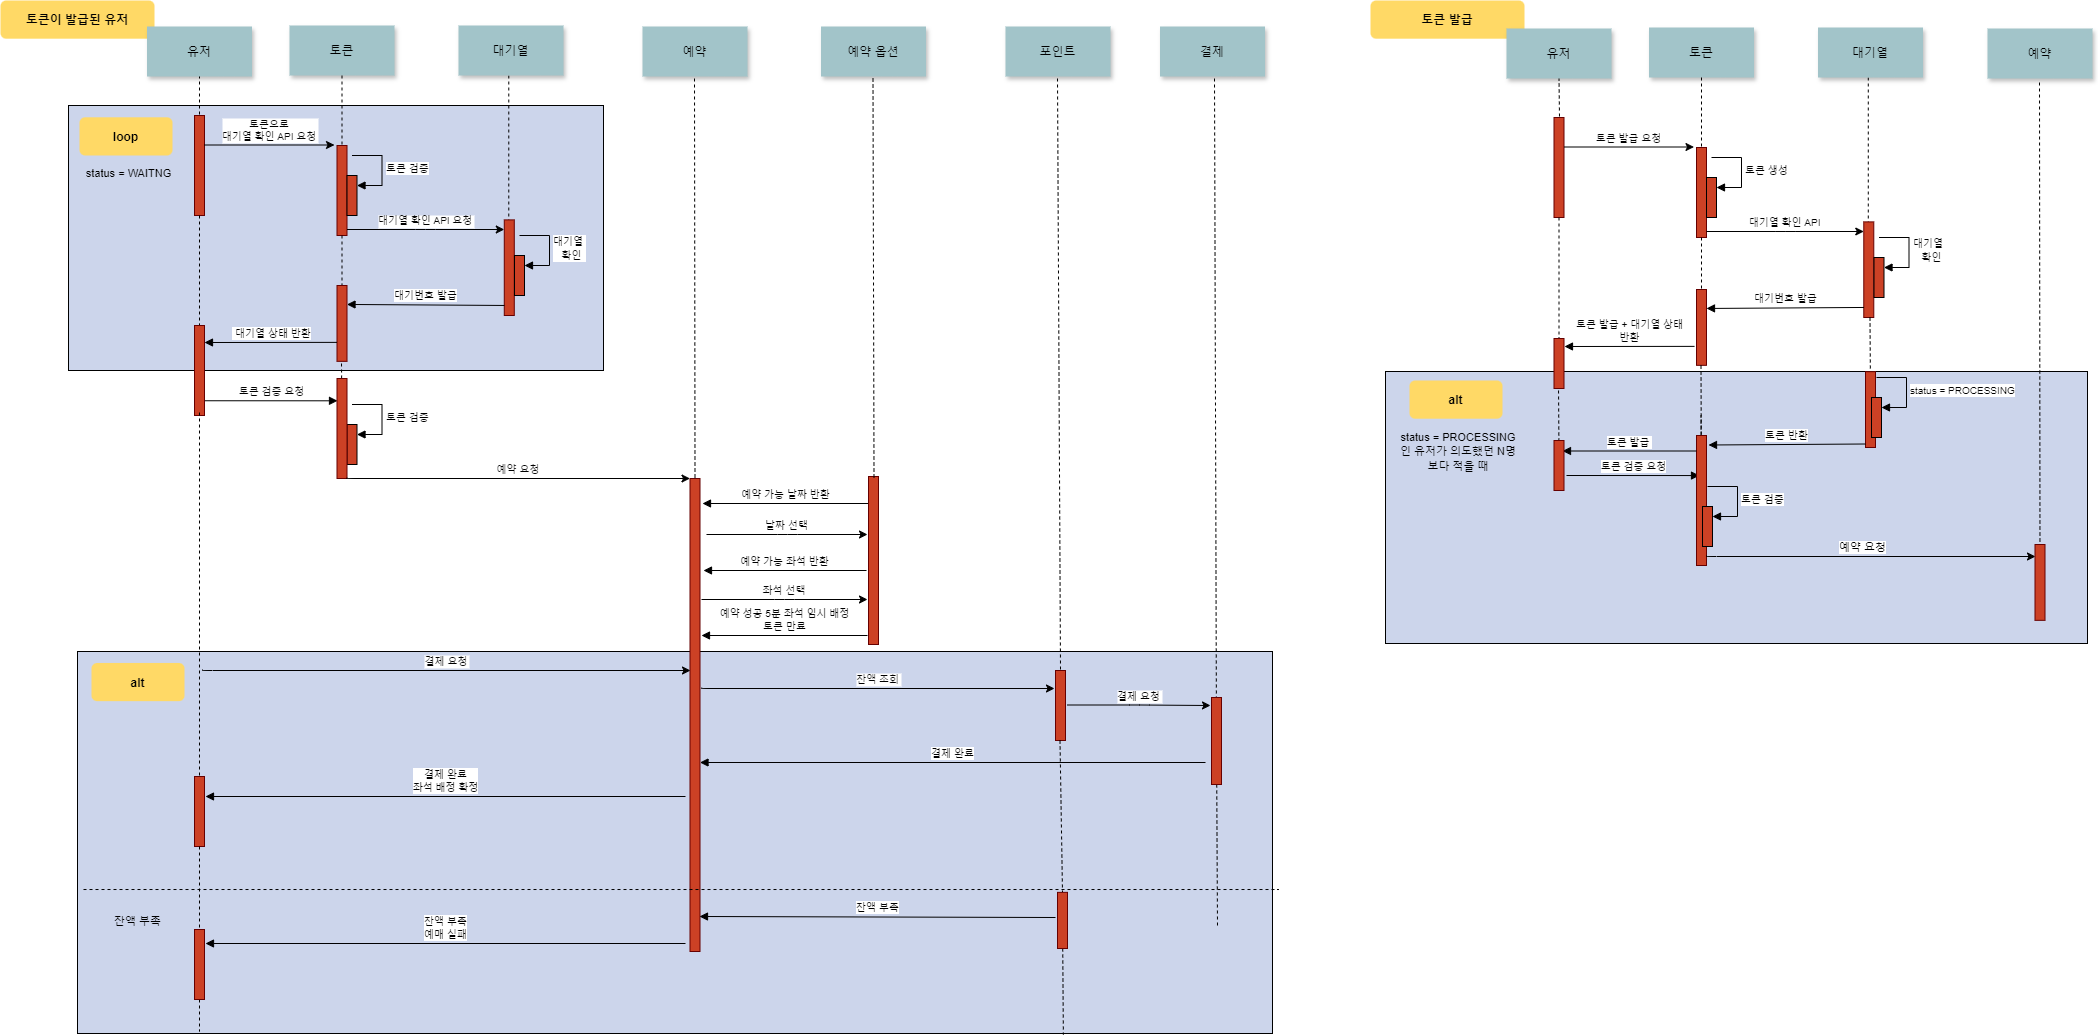 토큰이 발급된 유저
유저
토큰
대기열
예약
예약 옵션
포인트
결제
loop
status = WAITNG
토큰으로
대기열 확인 API 요청
토큰 검증
대기열 확인 API 요청
대기열
확인
대기번호 발급
대기열 상태 반환
토큰 검증 요청
토큰 검증
예약 요청
예약 가능 날짜 반환
날짜 선택
예약 가능 좌석 반환
좌석 선택
예약 성공 5분 좌석 임시 배정
토큰 만료
alt
결제 요청
잔액 조회
결제 요청
결제 완료
결제 완료
좌석 배정 확정
잔액 부족
잔액 부족
잔액 부족
예매 실패
토큰 발급
유저
토큰
대기열
예약
토큰 발급 요청
토큰 생성
대기열 확인 API
대기열
확인
대기번호 발급
토큰 발급 + 대기열 상태
반환
alt
status = PROCESSING
인 유저가 의도했던 N명
보다 적을 때
status = PROCESSING
토큰 반환
토큰 발급
토큰 검증 요청
토큰 검증
예약 요청